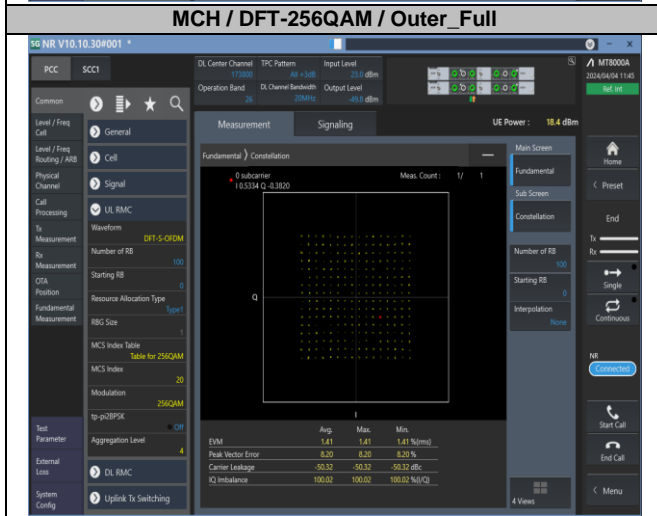 MCH / DFT-256QAM / Outer_Full
SG NR V10.10.30#001 *
PCC SCC1
DL Center Channel TPC Pattern Input Level
173000 All +3dB 23.0 dBm
Operation Band DL Channel Bandwidth Output Level
26 20MHz -49.8 dBm
MT8000A
2024/04/04 11:45
Ref. Int
Common
Level / Freq
Cell
Level / Freq
Routing / ARB
Physical
Channel
Call
Processing
Tx
Measurement
Rx
Measurement
OTA
Position
Fundamental
Measurement
Test
Parameter
External
Loss
System
Config
General
Cell
Signal
UL RMC
Waveform
DFT-S-OFDM
Number of RB
100
Starting RB
0
Resource Allocation Type
Type1
RBG Size
1
MCS Index Table
Table for 256QAM
MCS Index
20
Modulation
256QAM
tp-pi2BPSK
Off
Aggregation Level
4
DL RMC
Uplink Tx Switching
Measurement Signaling
UE Power : 18.4 dBm
Fundamental Constellation
0 subcarrier Meas. Count : 1/ 1
I 0.5334 Q -0.3820
Q
I
Avg. Max. Min.
EVM 1.41 1.41 1.41 %(rms)
Peak Vector Error 8.20 8.20 8.20 %
Carrier Leakage -50.32 -50.32 -50.32 dBc
IQ Imbalance 100.02 100.02 100.02 %(I/Q)
Main Screen
Fundamental
Sub Screen
Constellation
Number of RB
100
Starting RB
0
Interpolation
None
4 Views
Home
Preset
End
Tx
Rx
Single
Continuous
NR
Connected
Start Call
End Call
Menu